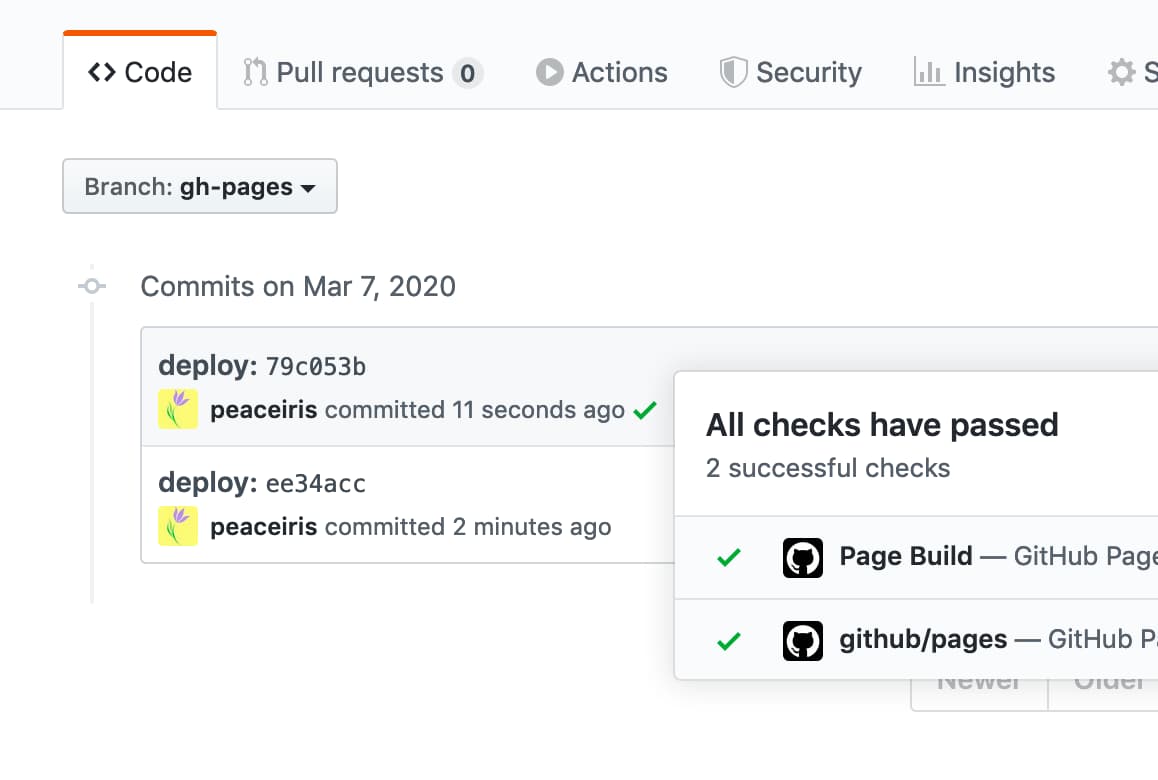 <> Code Pull requests 0 Actions Security Insights S
Branch: gh-pages
Commits on Mar 7, 2020
deploy: 79c053b
peaceiris committed 11 seconds ago
deploy: ee34acc
peaceiris committed 2 minutes ago
All checks have passed
2 successful checks
Page Build — GitHub Page
github/pages — GitHub Pa
Newer Older